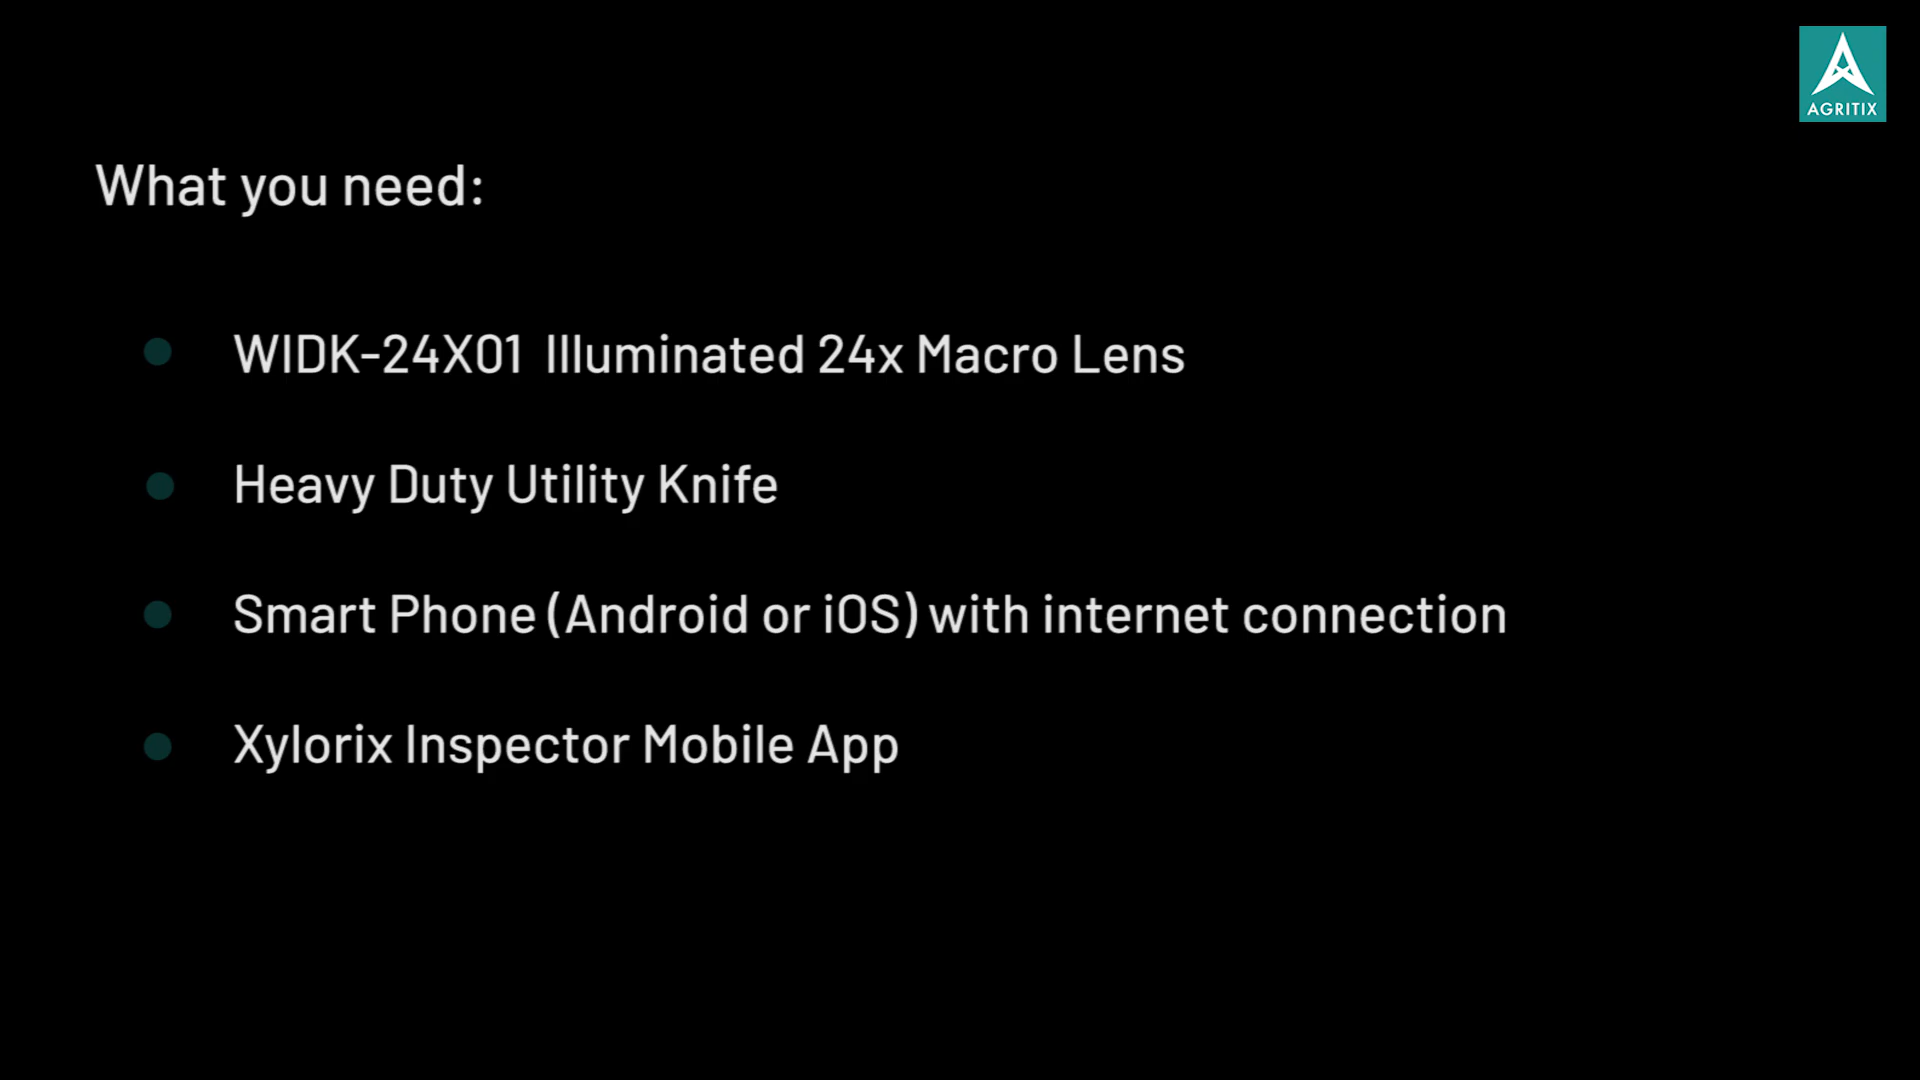 AGRITIX
What you need:
WIDK-24X01 Illuminated 24x Macro Lens
Heavy Duty Utility Knife
Smart Phone (Android or iOS) with internet connection
Xylorix Inspector Mobile App